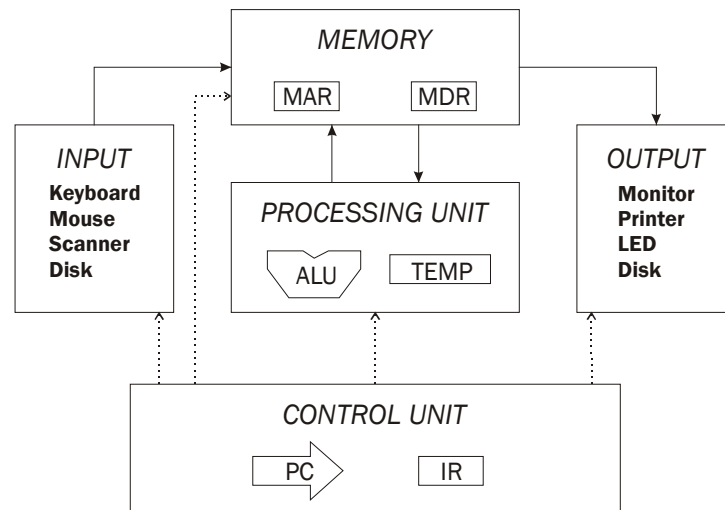 MEMORY
MAR
MDR
INPUT
Keyboard
Mouse
Scanner
Disk
PROCESSING UNIT
ALU
TEMP
OUTPUT
Monitor
Printer
LED
Disk
CONTROL UNIT
PC
IR